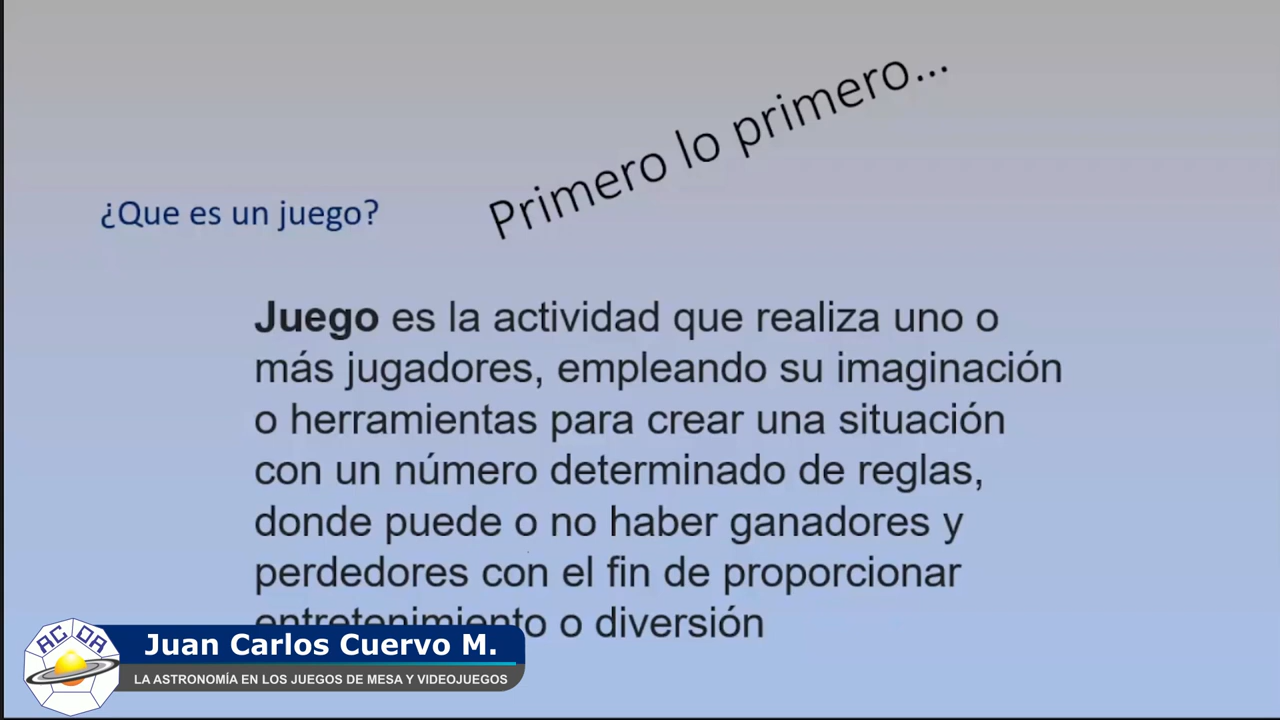 Primero lo primero...
¿Que es un juego?
Juego es la actividad que realiza uno o
más jugadores, empleando su imaginación
o herramientas para crear una situación
con un número determinado de reglas,
donde puede o no haber ganadores y
perdedores con el fin de proporcionar
entretenimiento o diversión
ACDA
Juan Carlos Cuervo M.
LA ASTRONOMÍA EN LOS JUEGOS DE MESA Y VIDEOJUEGOS